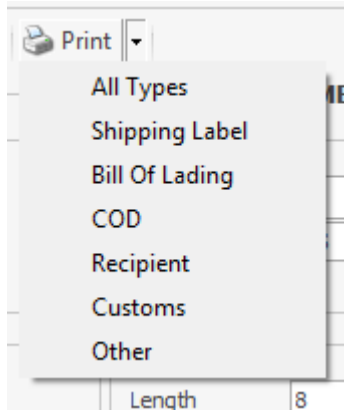 Print
All Types
Shipping Label
Bill Of Lading
COD
Recipient
Customs
Other
Length 8